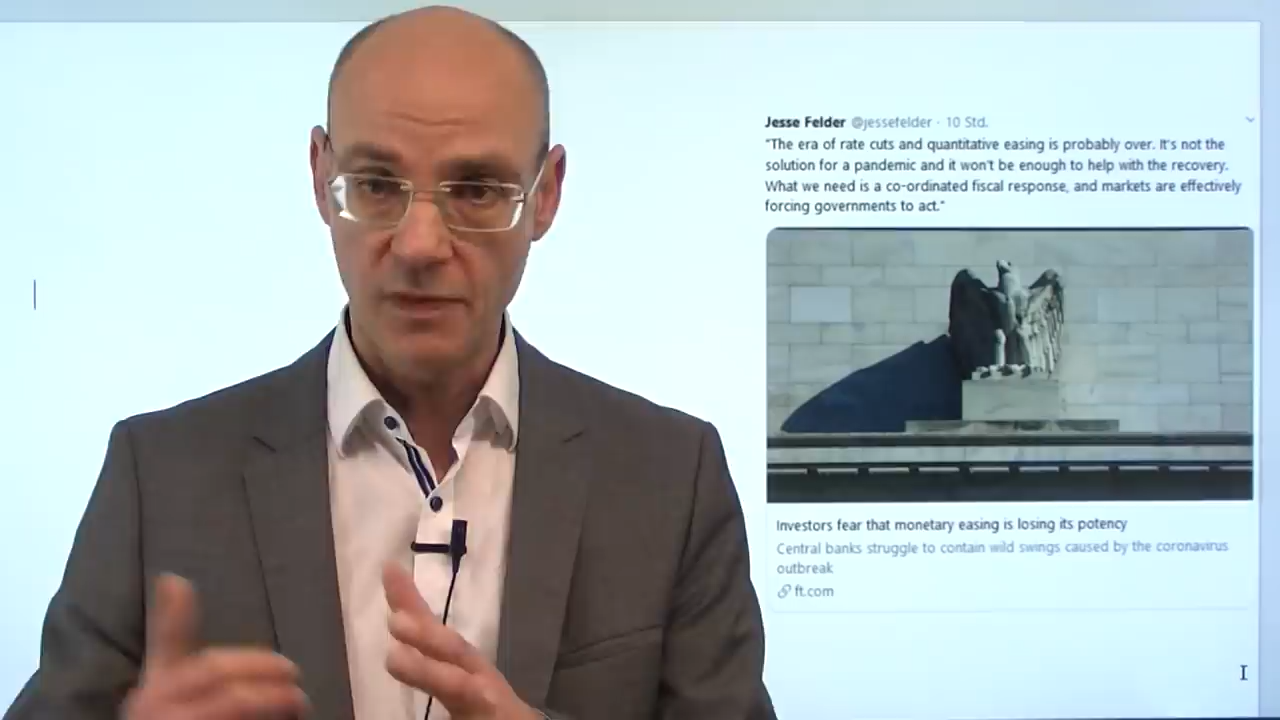 Jesse Felder @jessefelder · 10 Std.
"The era of rate cuts and quantitative easing is probably over. It's not the
solution for a pandemic and it won't be enough to help with the recovery.
What we need is a co-ordinated fiscal response, and markets are effectively
forcing governments to act."
Investors fear that monetary easing is losing its potency
Central banks struggle to contain wild swings caused by the coronavirus
outbreak
ft.com